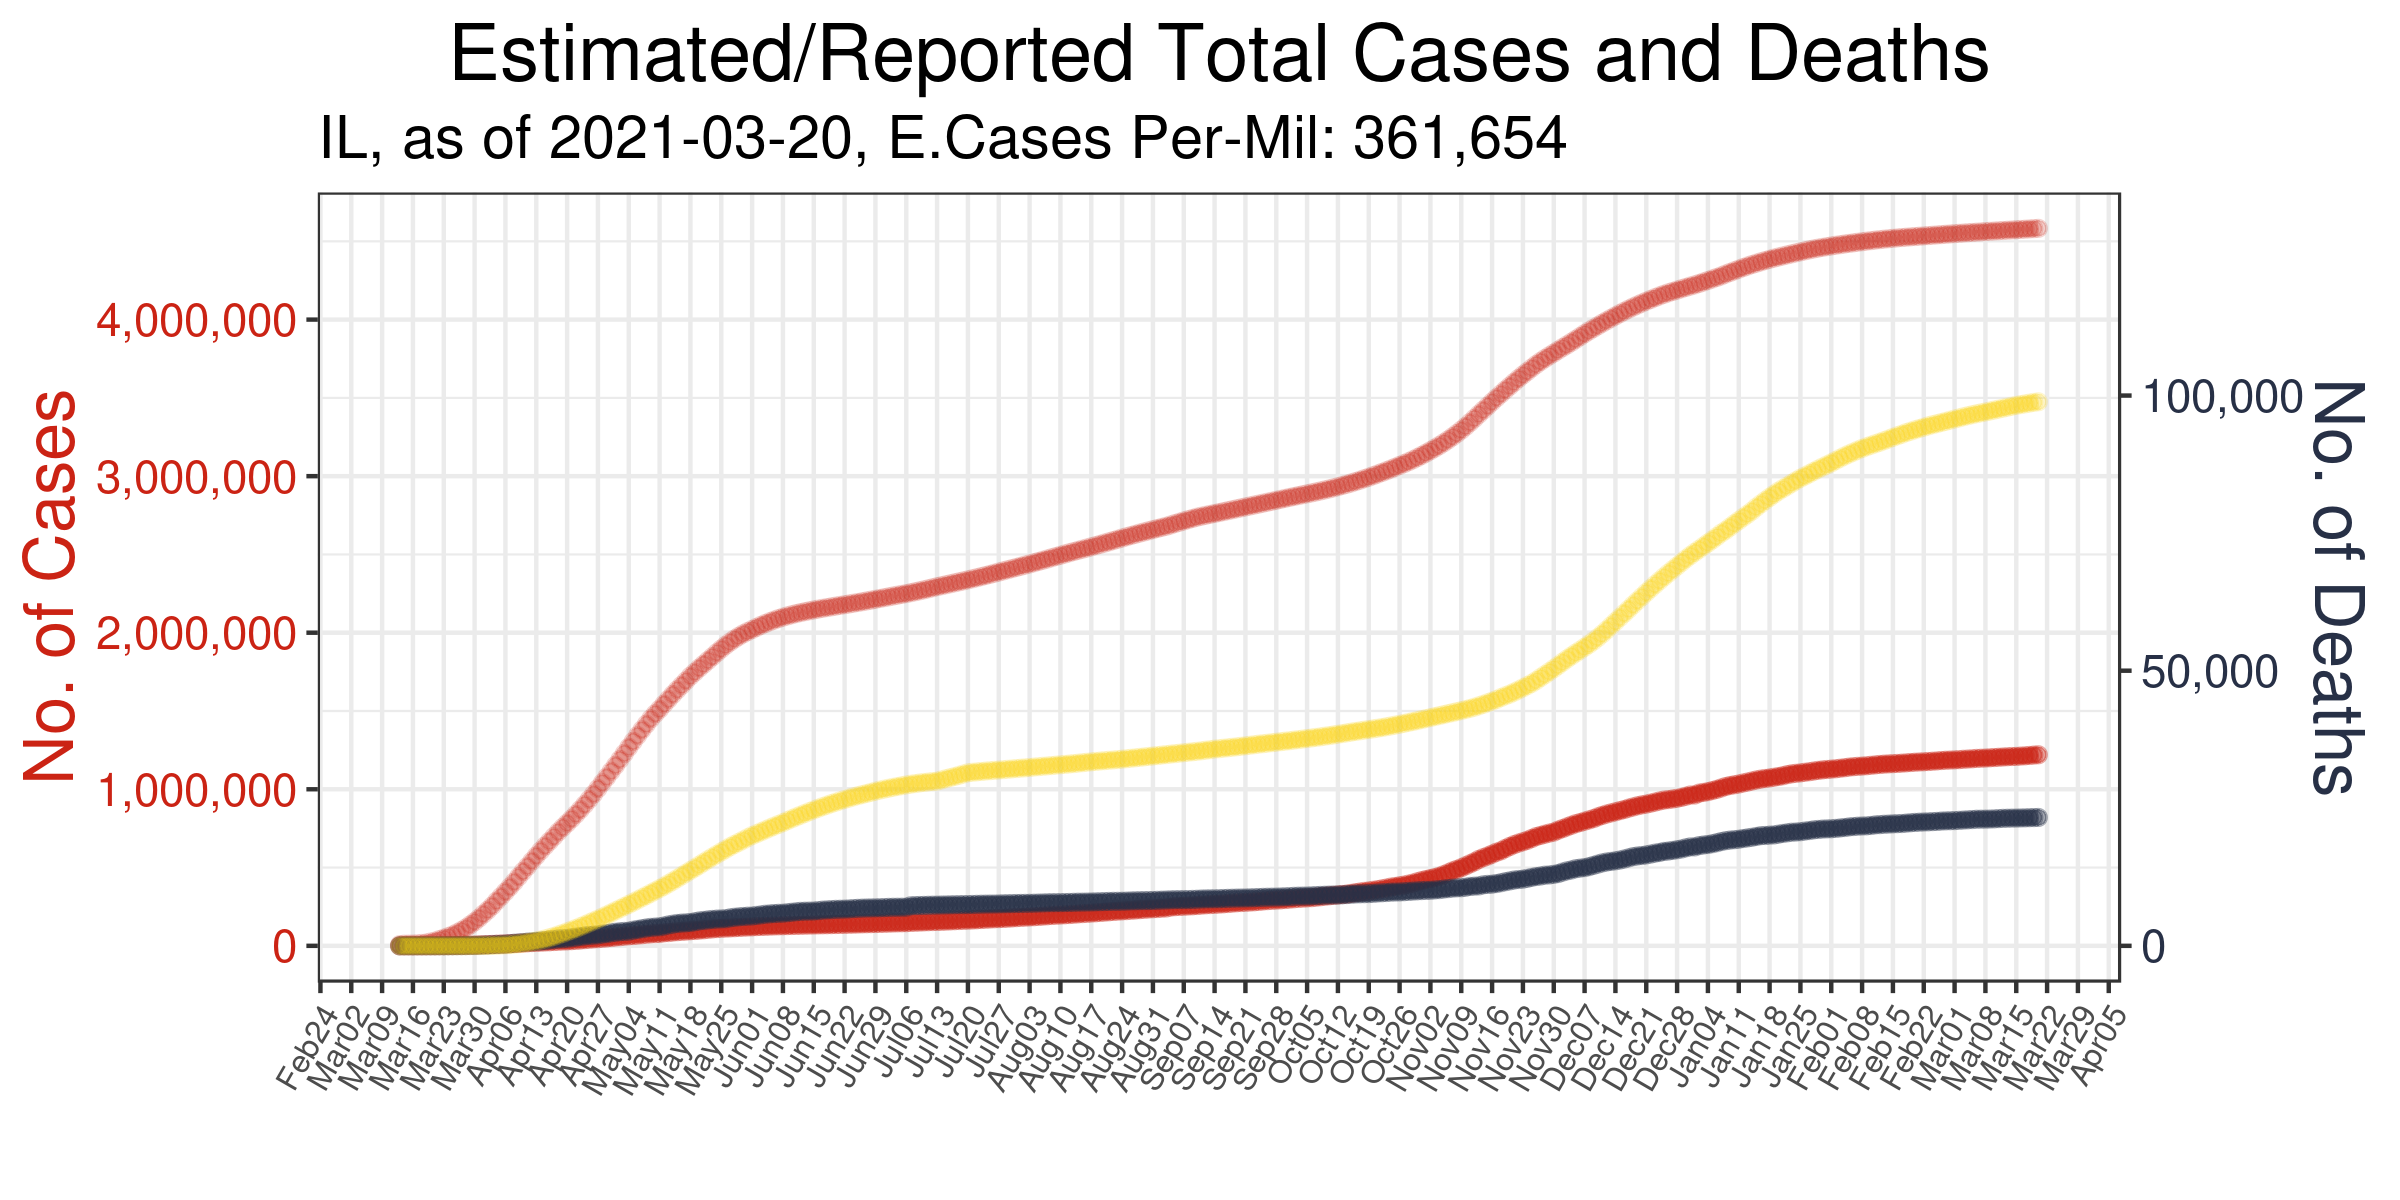 Estimated/Reported Total Cases and Deaths
IL, as of 2021-03-20, E.Cases Per-Mil: 361,654
No. of Cases
4,000,000
3,000,000
2,000,000
1,000,000
0
100,000
50,000
0
No. of Deaths
Feb24
Mar02
Mar09
Mar16
Mar23
Mar30
Apr06
Apr13
Apr20
Apr27
May04
May11
May18
May25
Jun01
Jun08
Jun15
Jun22
Jun29
Jul06
Jul13
Jul20
Jul27
Aug03
Aug10
Aug17
Aug24
Aug31
Sep07
Sep14
Sep21
Sep28
Oct05
Oct12
Oct19
Oct26
Nov02
Nov09
Nov16
Nov23
Nov30
Dec07
Dec14
Dec21
Dec28
Jan04
Jan11
Jan18
Jan25
Feb01
Feb08
Feb15
Feb22
Mar01
Mar08
Mar15
Mar22
Mar29
Apr05